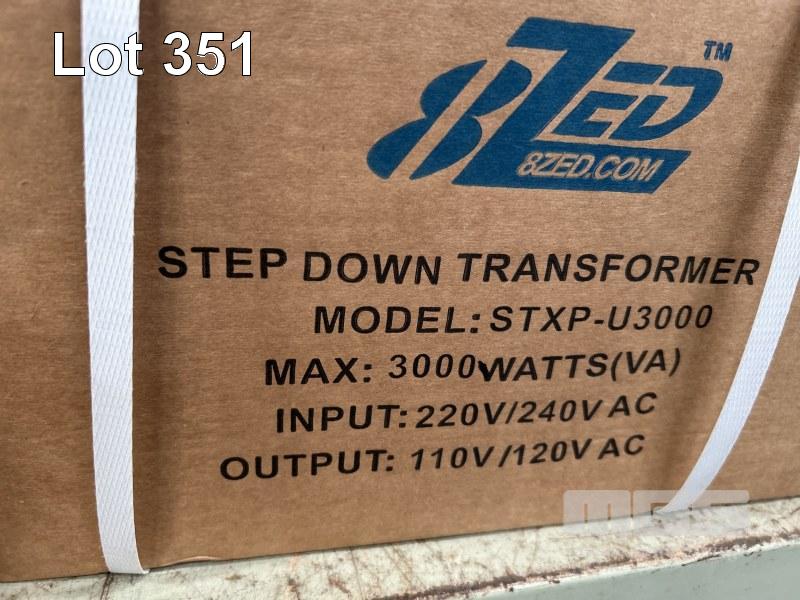 Lot 351
8ZED™
8ZED.COM
STEP DOWN TRANSFORMER
MODEL: STXP-U3000
MAX: 3000WATTS(VA)
INPUT: 220V/240V AC
OUTPUT: 110V/120V AC